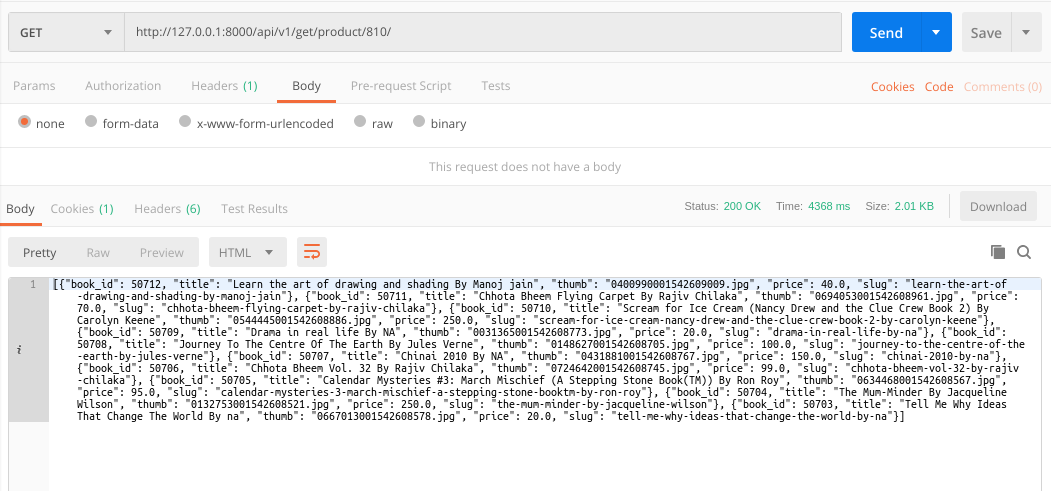 GET http://127.0.0.1:8000/api/v1/get/product/810/ Send Save
Params Authorization Headers (1) Body Pre-request Script Tests Cookies Code Comments (0)
none form-data x-www-form-urlencoded raw binary
This request does not have a body
Body Cookies (1) Headers (6) Test Results Status: 200 OK Time: 4368 ms Size: 2.01 KB Download
Pretty Raw Preview HTML
1 [{"book_id": 50712, "title": "Learn the art of drawing and shading By Manoj jain", "thumb": "0400990001542609009.jpg", "price": 40.0, "slug": "learn-the-art-of
-drawing-and-shading-by-manoj-jain"}, {"book_id": 50711, "title": "Chhota Bheem Flying Carpet By Rajiv Chilaka", "thumb": "0694053001542608961.jpg", "price":
70.0, "slug": "chhota-bheem-flying-carpet-by-rajiv-chilaka"}, {"book_id": 50710, "title": "Scream for Ice Cream (Nancy Drew and the Clue Crew Book 2) By
Carolyn Keene", "thumb": "0544445001542608886.jpg", "price": 250.0, "slug": "scream-for-ice-cream-nancy-drew-and-the-clue-crew-book-2-by-carolyn-keene"},
{"book_id": 50709, "title": "Drama in real life By NA", "thumb": "0031365001542608773.jpg", "price": 20.0, "slug": "drama-in-real-life-by-na"}, {"book_id":
50708, "title": "Journey To The Centre Of The Earth By Jules Verne", "thumb": "0148627001542608705.jpg", "price": 100.0, "slug": "journey-to-the-centre-of-the
-earth-by-jules-verne"}, {"book_id": 50707, "title": "Chinai 2010 By NA", "thumb": "0431881001542608767.jpg", "price": 150.0, "slug": "chinai-2010-by-na"},
{"book_id": 50706, "title": "Chhota Bheem Vol. 32 By Rajiv Chilaka", "thumb": "0724642001542608745.jpg", "price": 99.0, "slug": "chhota-bheem-vol-32-by-rajiv
-chilaka"}, {"book_id": 50705, "title": "Calendar Mysteries #3: March Mischief (A Stepping Stone Book(TM)) By Ron Roy", "thumb": "0634468001542608567.jpg",
"price": 95.0, "slug": "calendar-mysteries-3-march-mischief-a-stepping-stone-booktm-by-ron-roy"}, {"book_id": 50704, "title": "The Mum-Minder By Jacqueline
Wilson", "thumb": "0132753001542608521.jpg", "price": 250.0, "slug": "the-mum-minder-by-jacqueline-wilson"}, {"book_id": 50703, "title": "Tell Me Why Ideas
That Change The World By na", "thumb": "0667013001542608578.jpg", "price": 20.0, "slug": "tell-me-why-ideas-that-change-the-world-by-na"}]